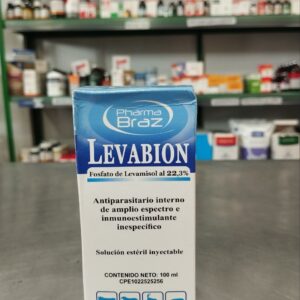 Pharma
Braz
LEVABION
Fosfato de Levamisol al 22,3%
Antiparasitario interno
de amplio espectro e
inmunoestimulante
inespecífico
Solución estéril inyectable
CONTENIDO NETO: 100 ml
CPE1022525256